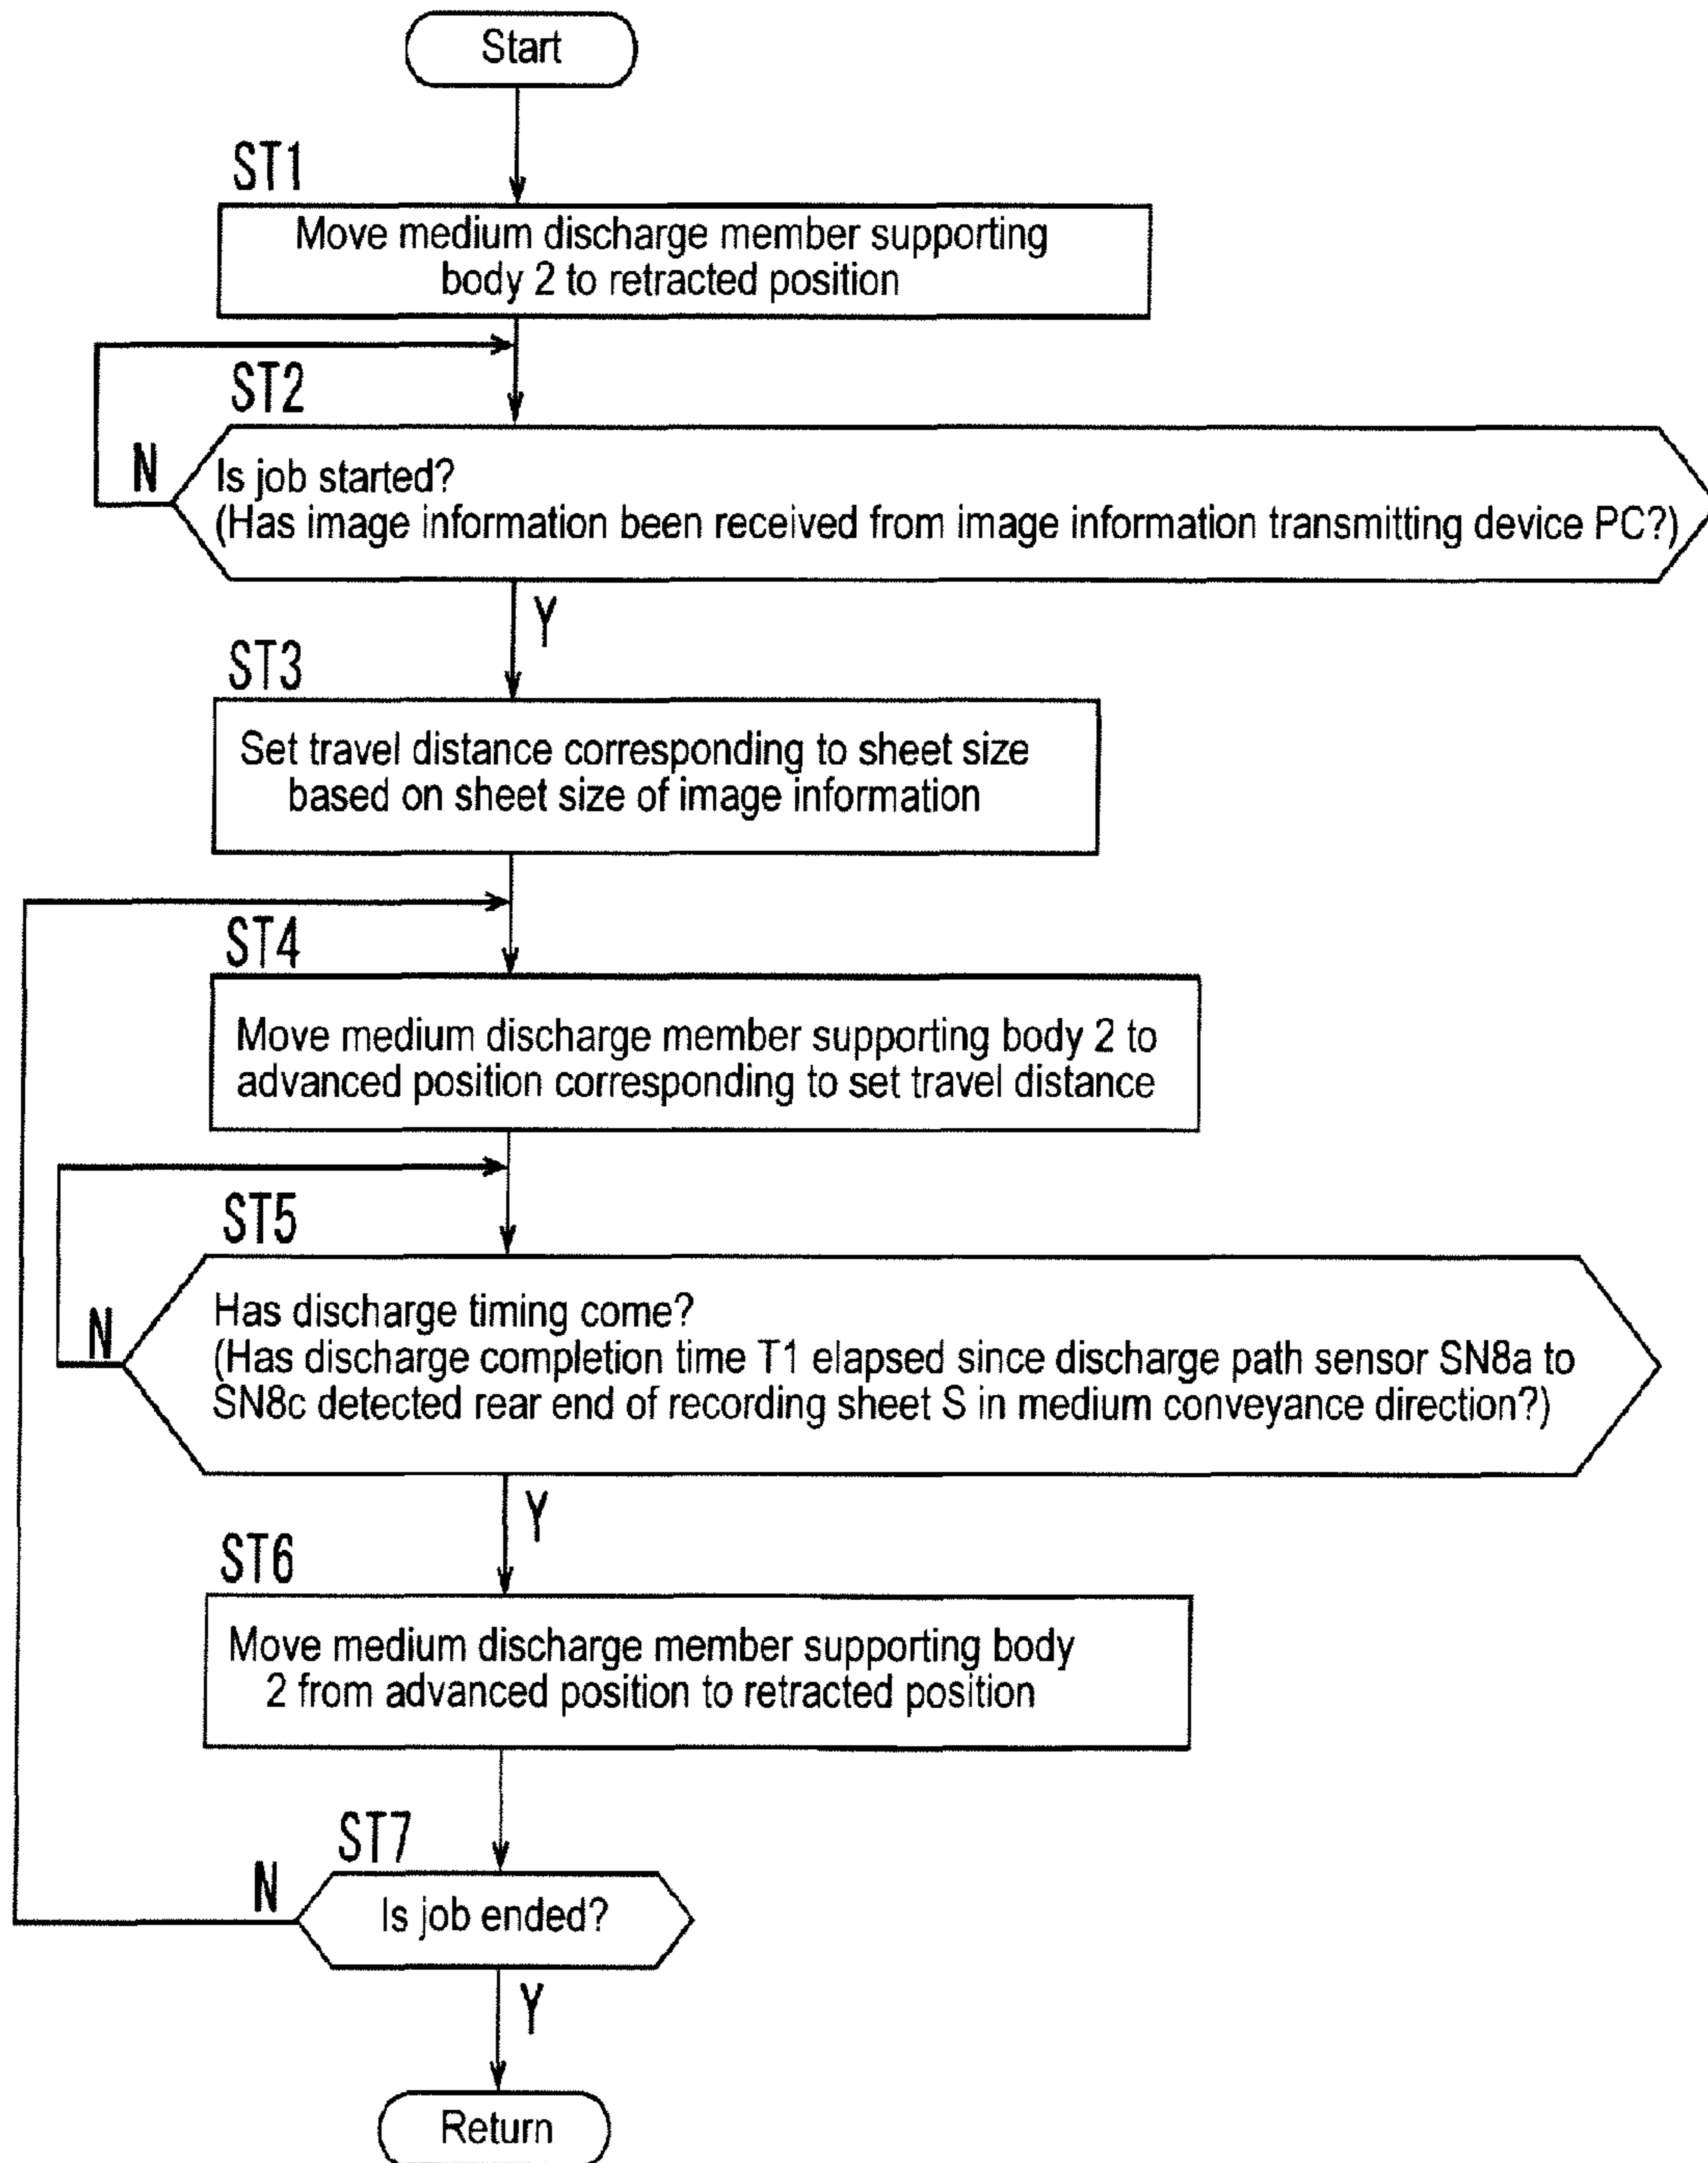 Start
ST1
Move medium discharge member supporting
body 2 to retracted position
ST2
N
Is job started?
(Has image information been received from image information transmitting device PC?)
Y
ST3
Set travel distance corresponding to sheet size
based on sheet size of image information
ST4
Move medium discharge member supporting body 2 to
advanced position corresponding to set travel distance
ST5
N
Has discharge timing come?
(Has discharge completion time T1 elapsed since discharge path sensor SN8a to
SN8c detected rear end of recording sheet S in medium conveyance direction?)
Y
ST6
Move medium discharge member supporting body
2 from advanced position to retracted position
ST7
N
Is job ended?
Y
Return